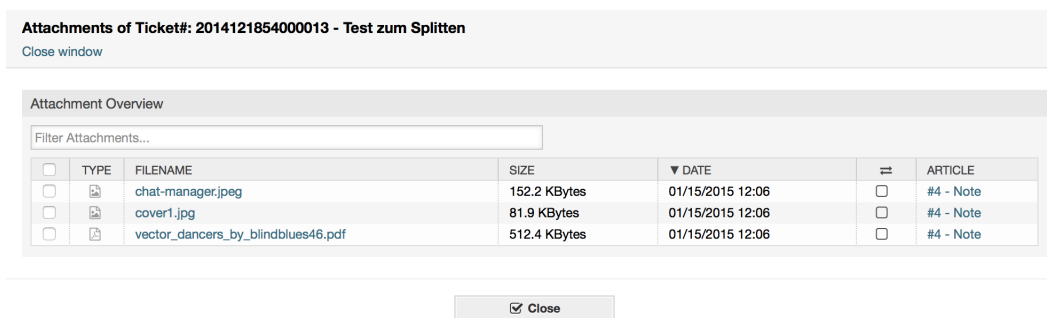 Attachments of Ticket#: 2014121854000013 - Test zum Splitten
Close window
Attachment Overview
Filter Attachments...
TYPE FILENAME SIZE ▼ DATE ⇄ ARTICLE
chat-manager.jpeg 152.2 KBytes 01/15/2015 12:06 #4 - Note
cover1.jpg 81.9 KBytes 01/15/2015 12:06 #4 - Note
vector_dancers_by_blindblues46.pdf 512.4 KBytes 01/15/2015 12:06 #4 - Note
Close